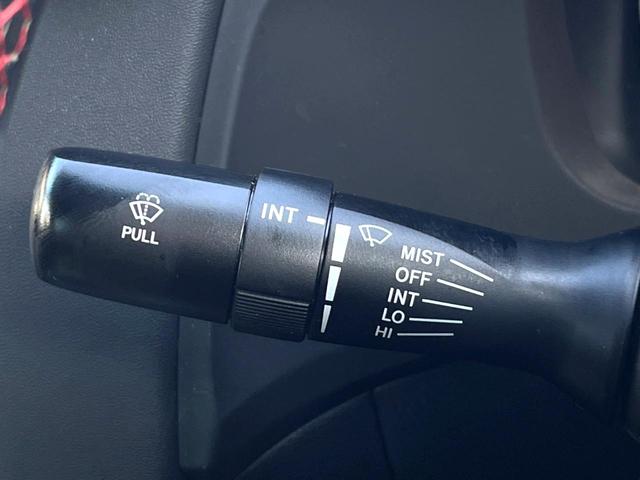 PULL
INT
MIST
OFF
INT
LO
HI